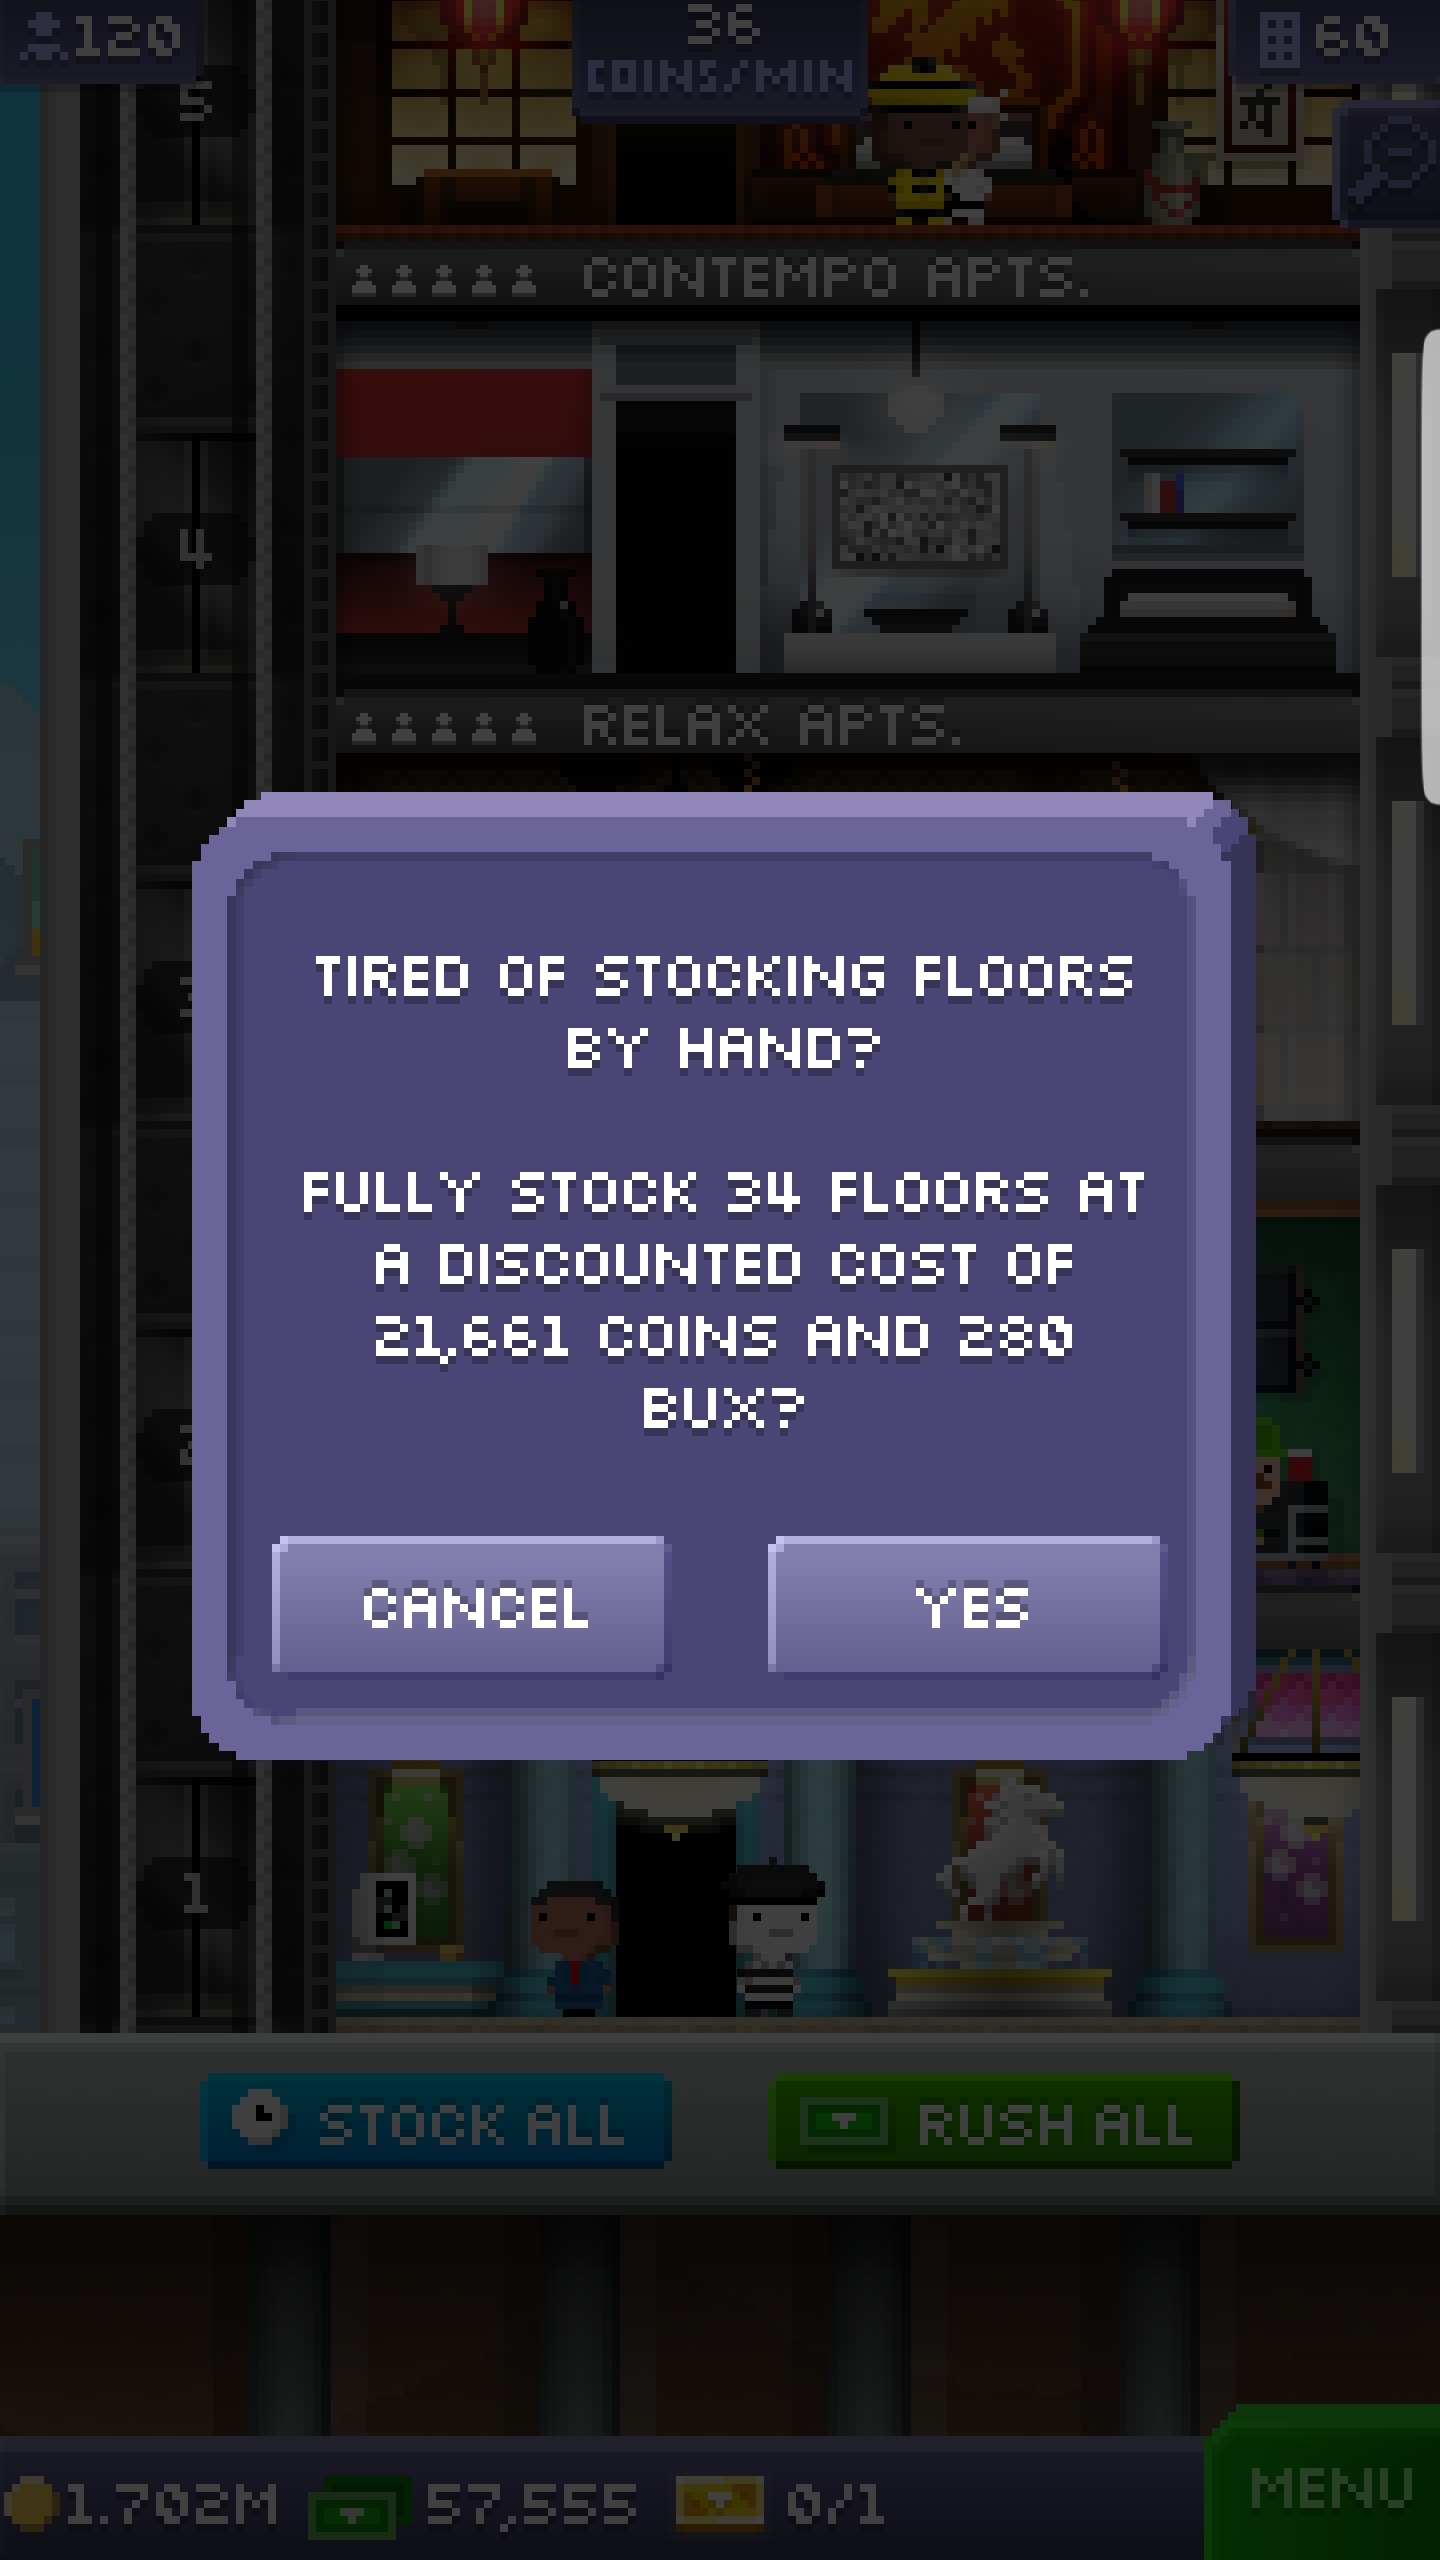 120
36
COINS/MIN
60
5
CONTEMPO APTS.
4
RELAX APTS.
TIRED OF STOCKING FLOORS
BY HAND?
FULLY STOCK 34 FLOORS AT
A DISCOUNTED COST OF
21,661 COINS AND 280
BUX?
CANCEL
YES
1
STOCK ALL
RUSH ALL
1.702M
57,555
0/1
MENU